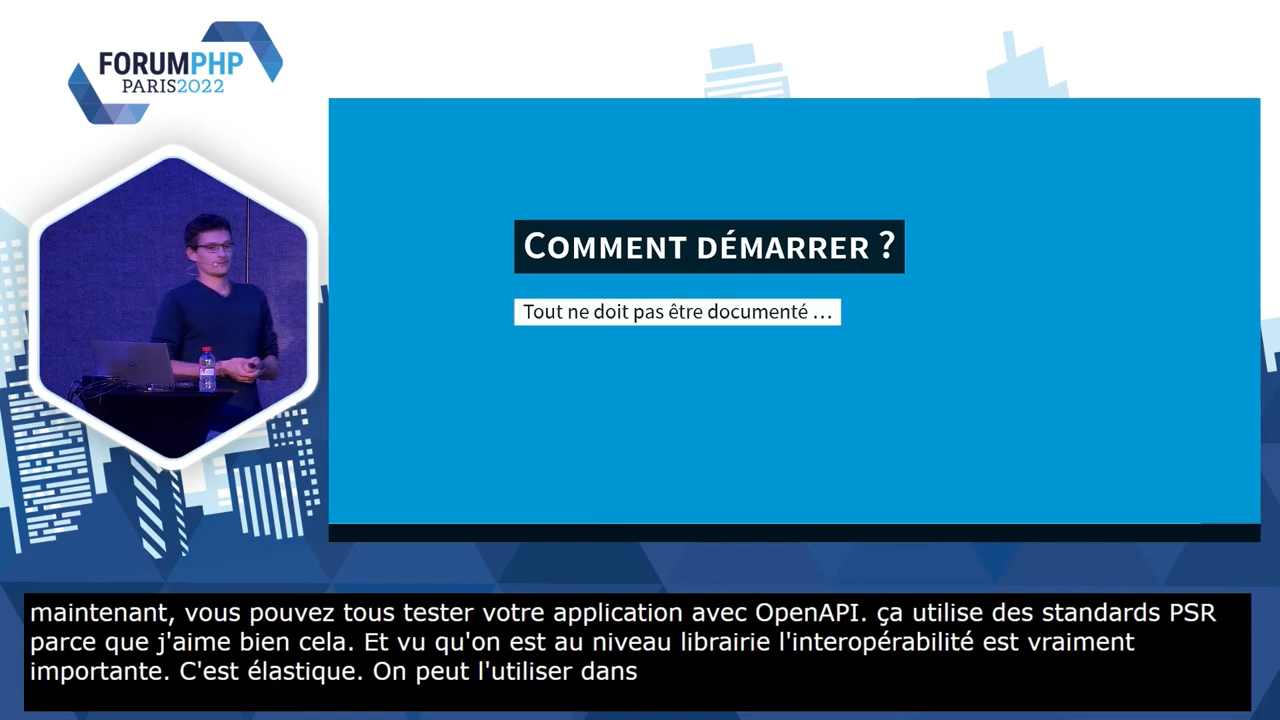 FORUMPHP
PARIS2022
COMMENT DÉMARRER ?
Tout ne doit pas être documenté ...
maintenant, vous pouvez tous tester votre application avec OpenAPI. ça utilise des standards PSR
parce que j'aime bien cela. Et vu qu'on est au niveau librairie l'interopérabilité est vraiment
importante. C'est élastique. On peut l'utiliser dans